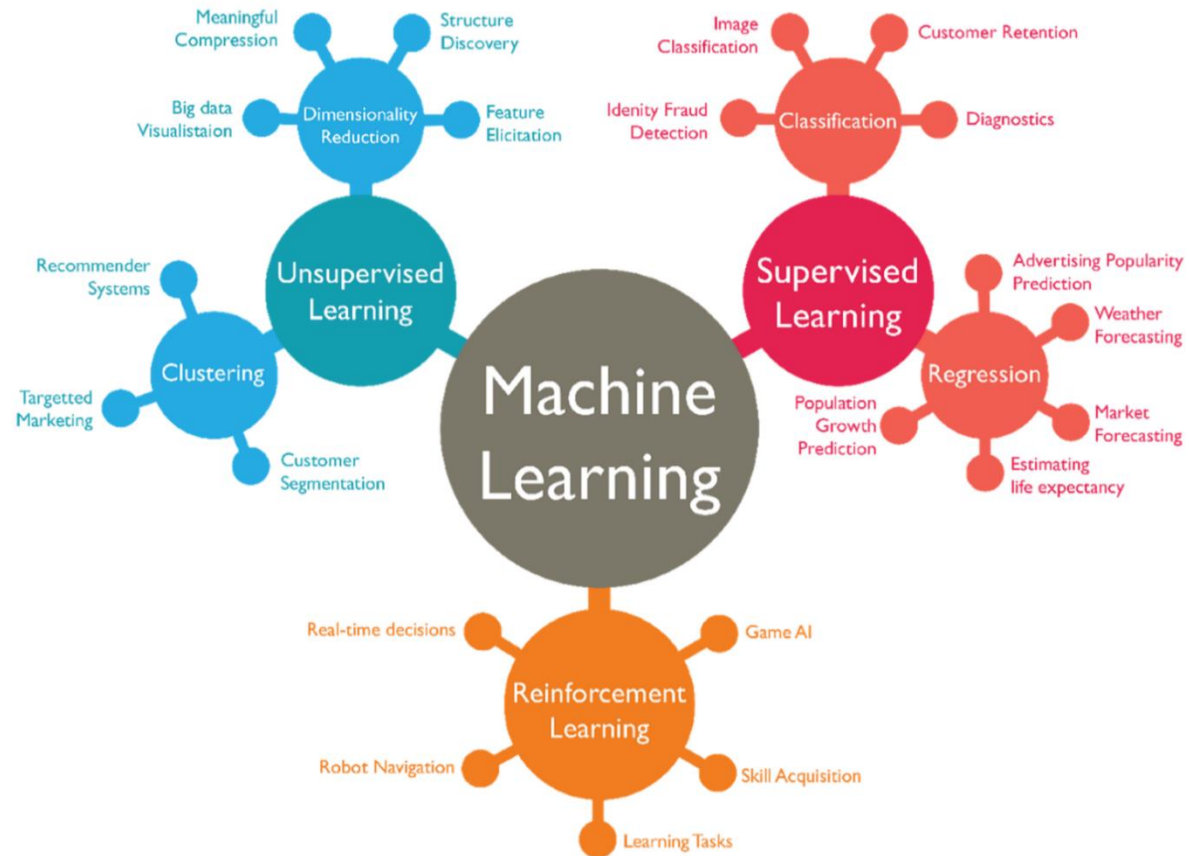 Meaningful
Compression
Structure
Discovery
Big data
Visualistaion
Dimensionality
Reduction
Feature
Elicitation
Image
Classification
Customer Retention
Idenity Fraud
Detection
Classification
Diagnostics
Recommender
Systems
Unsupervised
Learning
Clustering
Targetted
Marketing
Customer
Segmentation
Machine
Learning
Supervised
Learning
Advertising Popularity
Prediction
Weather
Forecasting
Regression
Population
Growth
Prediction
Market
Forecasting
Estimating
life expectancy
Real-time decisions
Game AI
Reinforcement
Learning
Robot Navigation
Skill Acquisition
Learning Tasks